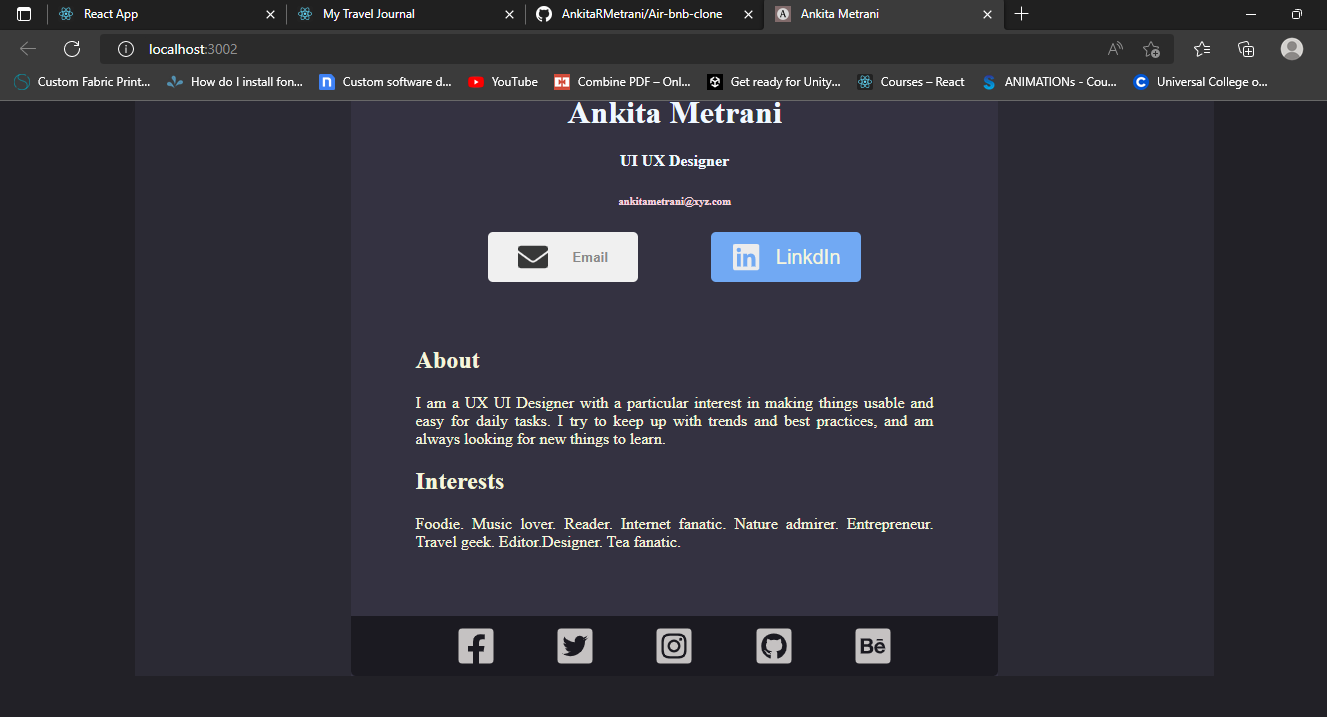 React App
My Travel Journal
AnkitaRMetrani/Air-bnb-clone
Ankita Metrani
localhost:3002
Custom Fabric Print...
How do I install fon...
Custom software d...
YouTube
Combine PDF – Onl...
Get ready for Unity...
Courses – React
ANIMATIONs - Cou...
Universal College o...
Ankita Metrani
UI UX Designer
ankitametrani@xyz.com
Email
in LinkdIn
About
I am a UX UI Designer with a particular interest in making things usable and
easy for daily tasks. I try to keep up with trends and best practices, and am
always looking for new things to learn.
Interests
Foodie. Music lover. Reader. Internet fanatic. Nature admirer. Entrepreneur.
Travel geek. Editor.Designer. Tea fanatic.
Bē